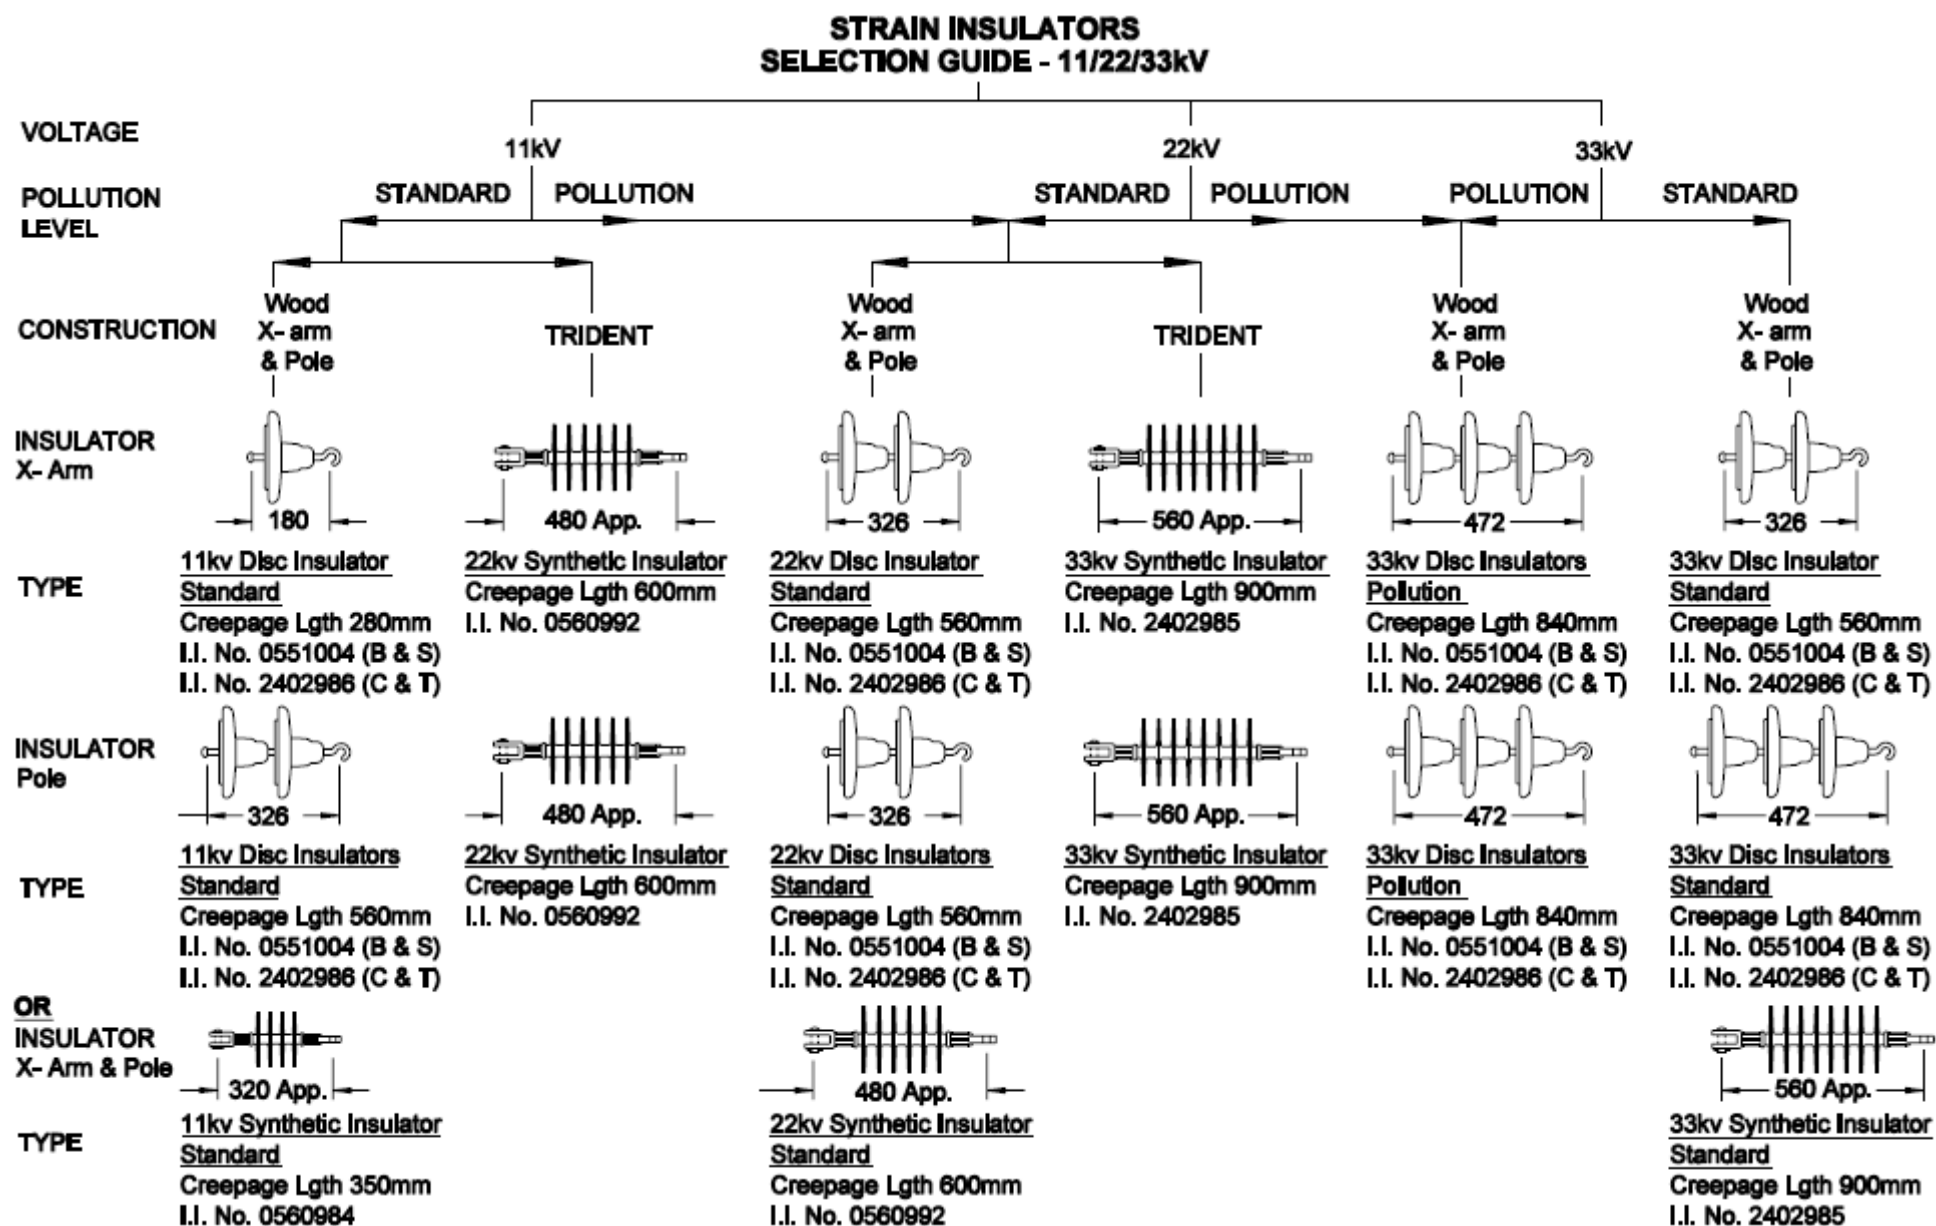 STRAIN INSULATORS
SELECTION GUIDE - 11/22/33kV
VOLTAGE
11kV
22kV
33kV
POLLUTION
LEVEL
STANDARD
POLLUTION
STANDARD
POLLUTION
POLLUTION
STANDARD
CONSTRUCTION
Wood
X- arm
& Pole
TRIDENT
Wood
X- arm
& Pole
TRIDENT
Wood
X- arm
& Pole
Wood
X- arm
& Pole
INSULATOR
X- Arm
180
480 App.
326
560 App.
472
326
TYPE
11kv Disc Insulator
Standard
Creepage Lgth 280mm
I.I. No. 0551004 (B & S)
I.I. No. 2402986 (C & T)
22kv Synthetic Insulator
Creepage Lgth 600mm
I.I. No. 0560992
22kv Disc Insulator
Standard
Creepage Lgth 560mm
I.I. No. 0551004 (B & S)
I.I. No. 2402986 (C & T)
33kv Synthetic Insulator
Creepage Lgth 900mm
I.I. No. 2402985
33kv Disc Insulators
Pollution
Creepage Lgth 840mm
I.I. No. 0551004 (B & S)
I.I. No. 2402986 (C & T)
33kv Disc Insulator
Standard
Creepage Lgth 560mm
I.I. No. 0551004 (B & S)
I.I. No. 2402986 (C & T)
INSULATOR
Pole
326
480 App.
326
560 App.
472
472
TYPE
11kv Disc Insulators
Standard
Creepage Lgth 560mm
I.I. No. 0551004 (B & S)
I.I. No. 2402986 (C & T)
22kv Synthetic Insulator
Creepage Lgth 600mm
I.I. No. 0560992
22kv Disc Insulators
Standard
Creepage Lgth 560mm
I.I. No. 0551004 (B & S)
I.I. No. 2402986 (C & T)
33kv Synthetic Insulator
Creepage Lgth 900mm
I.I. No. 2402985
33kv Disc Insulators
Pollution
Creepage Lgth 840mm
I.I. No. 0551004 (B & S)
I.I. No. 2402986 (C & T)
33kv Disc Insulators
Standard
Creepage Lgth 840mm
I.I. No. 0551004 (B & S)
I.I. No. 2402986 (C & T)
OR
INSULATOR
X- Arm & Pole
320 App.
480 App.
560 App.
TYPE
11kv Synthetic Insulator
Standard
Creepage Lgth 350mm
I.I. No. 0560984
22kv Synthetic Insulator
Standard
Creepage Lgth 600mm
I.I. No. 0560992
33kv Synthetic Insulator
Standard
Creepage Lgth 900mm
I.I. No. 2402985